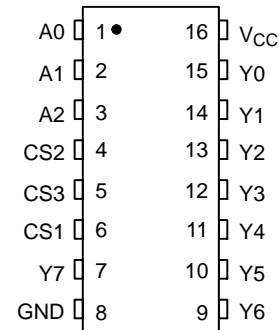 A0 1 16 VCC
A1 2 15 Y0
A2 3 14 Y1
CS2 4 13 Y2
CS3 5 12 Y3
CS1 6 11 Y4
Y7 7 10 Y5
GND 8 9 Y6